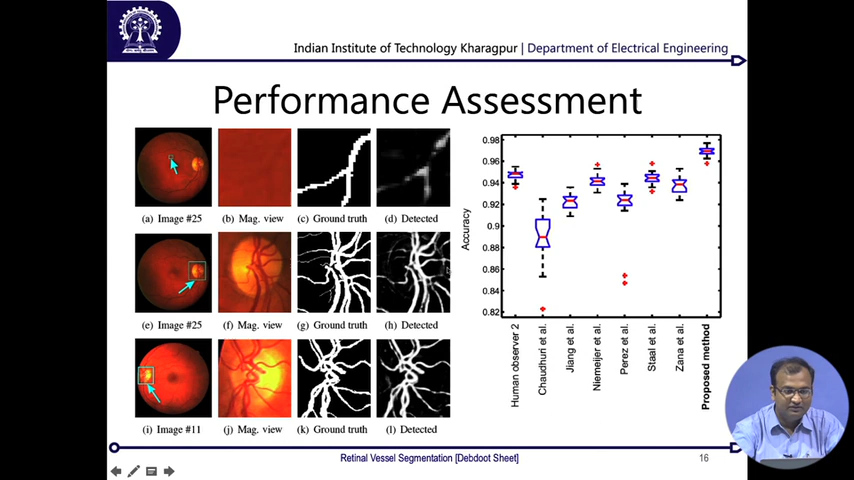 Indian Institute of Technology Kharagpur | Department of Electrical Engineering
Performance Assessment
(a) Image #25
(b) Mag. view
(c) Ground truth
(d) Detected
(e) Image #25
(f) Mag. view
(g) Ground truth
(h) Detected
(i) Image #11
(j) Mag. view
(k) Ground truth
(l) Detected
Accuracy
0.98
0.96
0.94
0.92
0.9
0.88
0.86
0.84
0.82
Human observer 2
Chaudhuri et al.
Jiang et al.
Niemeijer et al.
Perez et al.
Staal et al.
Zana et al.
Proposed method
Retinal Vessel Segmentation [Debdoot Sheet]
16